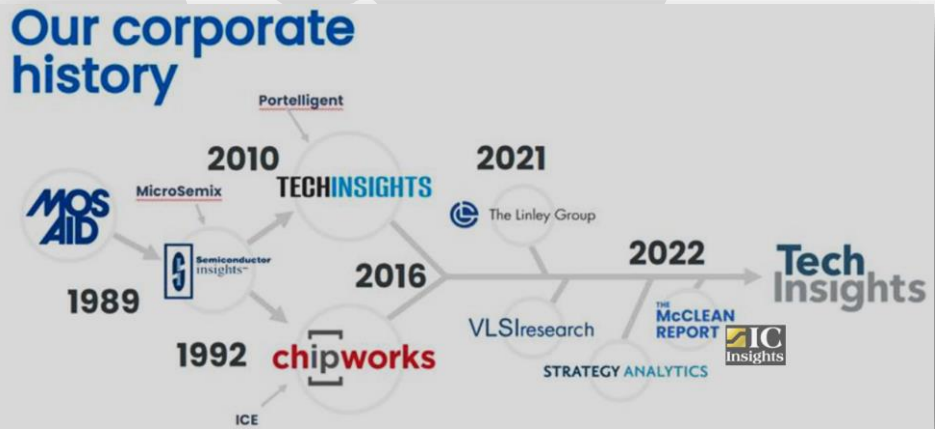 Our corporate
history
Portelligent
2010
2021
TECHINSIGHTS
MOS
AID
MicroSemix
The Linley Group
Semiconductor
insights™
2016
2022
Tech
Insights
1989
VLSIresearch
THE
McCLEAN
REPORT
IC
Insights
1992
chipworks
STRATEGY ANALYTICS
ICE